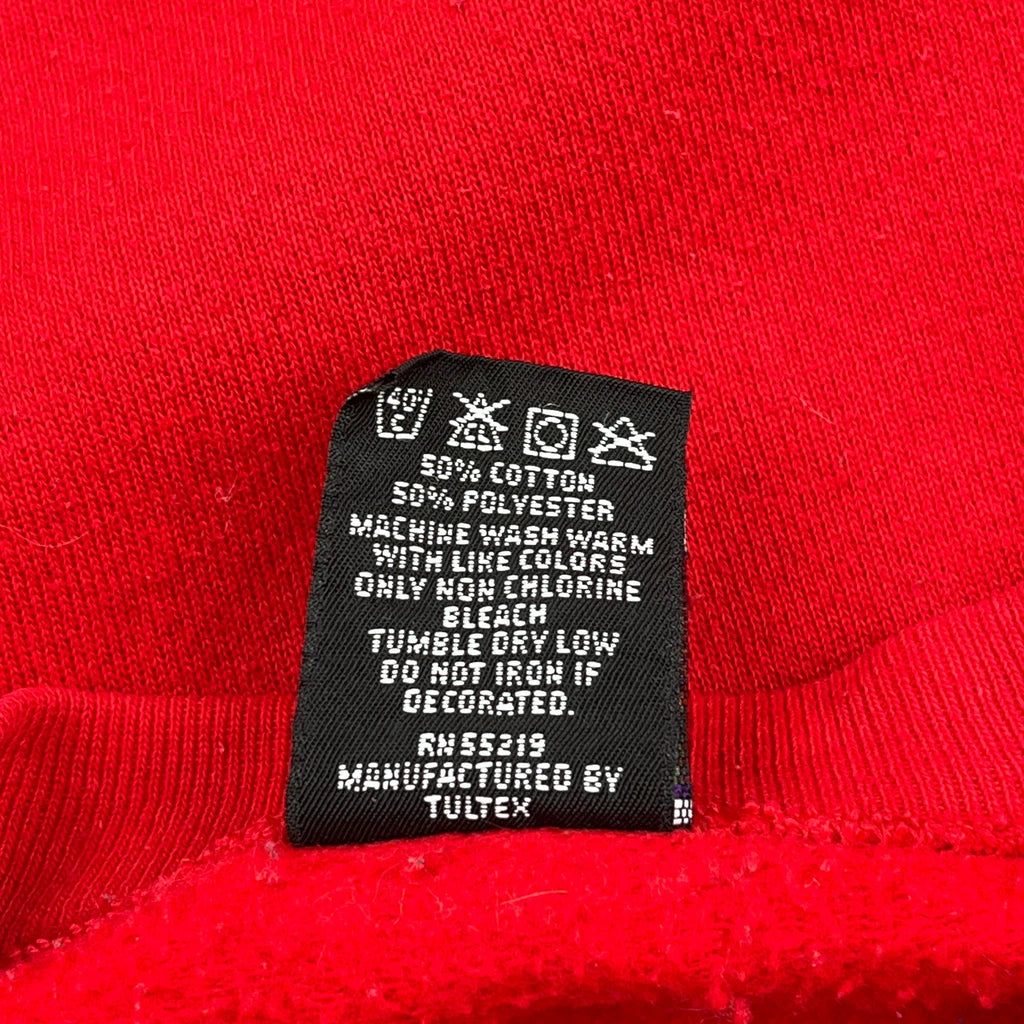 40
50% COTTON
50% POLYESTER
MACHINE WASH WARM
WITH LIKE COLORS
ONLY NON CHLORINE
BLEACH
TUMBLE DRY LOW
DO NOT IRON IF
DECORATED.
RN 55219
MANUFACTURED BY
TULTEX